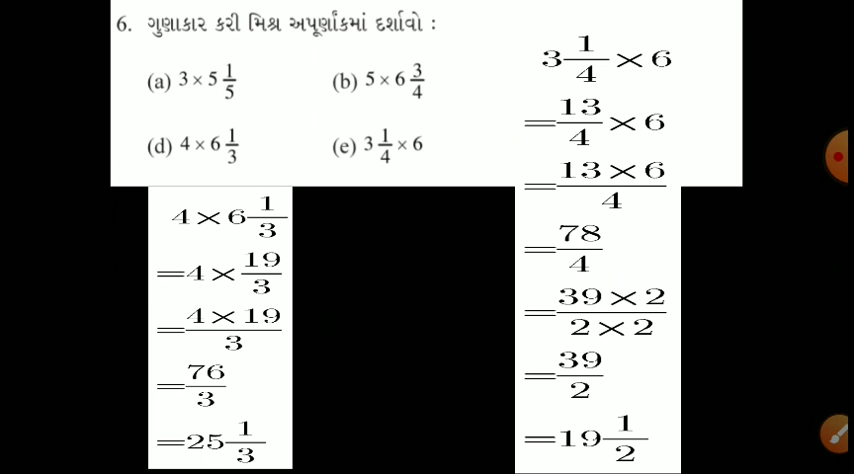 6. ગુણાકાર કરી મિશ્ર અપૂર્ણાંકમાં દર્શાવો :
(a) 3 × 5 1/5 (b) 5 × 6 3/4
(d) 4 × 6 1/3 (e) 3 1/4 × 6
4 × 6 1/3
= 4 × 19/3
= 4 × 19/3
= 76/3
= 25 1/3
3 1/4 × 6
= 13/4 × 6
= 13 × 6/4
= 78/4
= 39 × 2/2 × 2
= 39/2
= 19 1/2